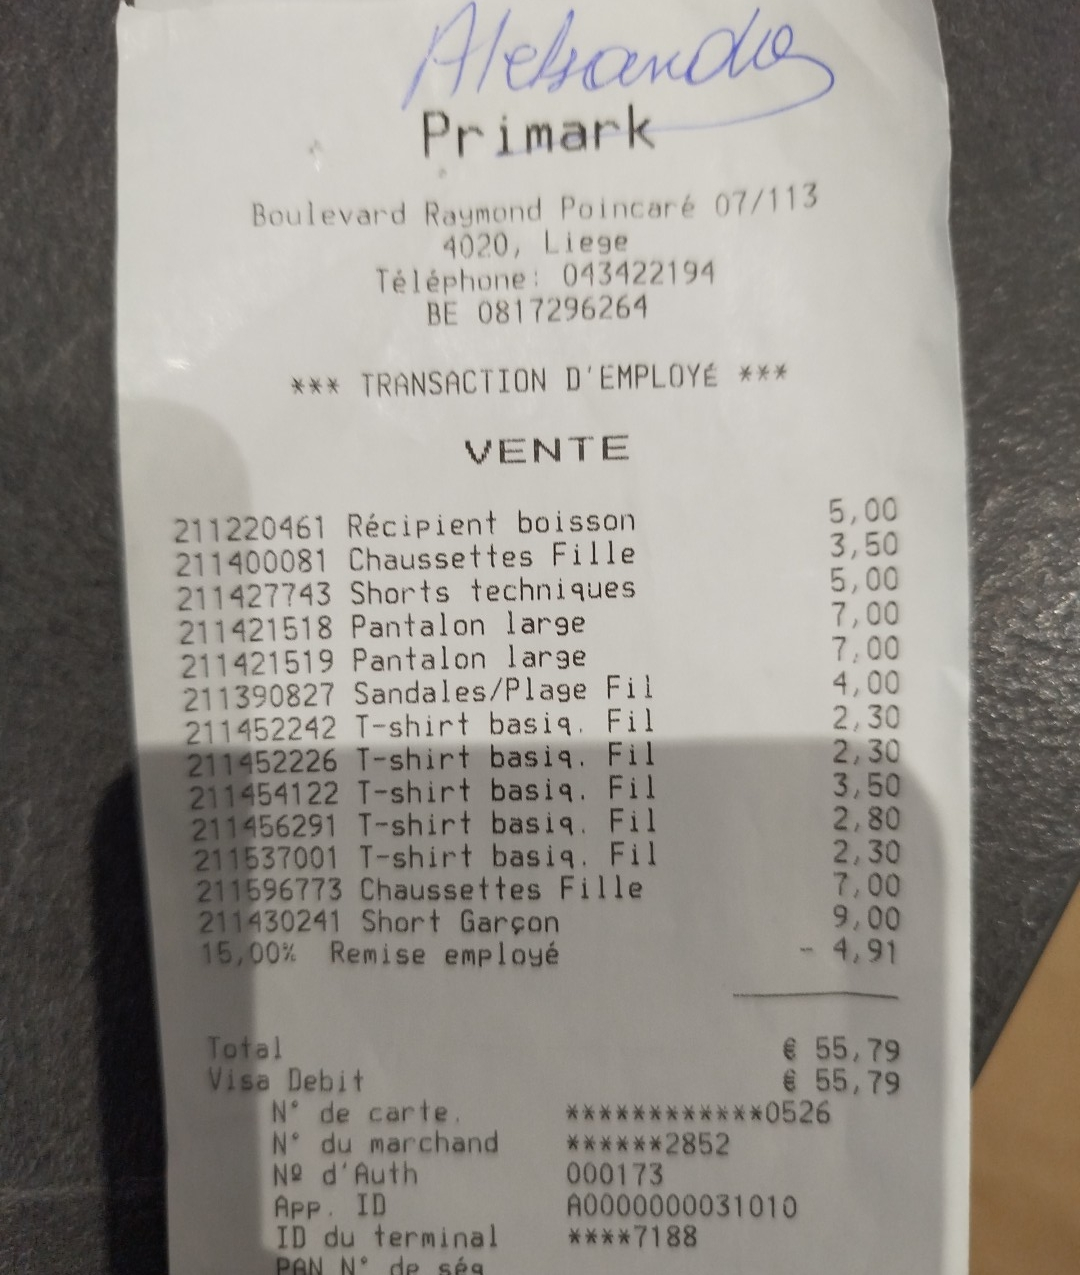 Aleksandra
Primark
Boulevard Raymond Poincaré 07/113
4020, Liege
Téléphone: 043422194
BE 0817296264
*** TRANSACTION D'EMPLOYÉ ***
VENTE
211220461 Récipient boisson 5,00
211400081 Chaussettes Fille 3,50
211427743 Shorts techniques 5,00
211421518 Pantalon large 7,00
211421519 Pantalon large 7,00
211390827 Sandales/Plage Fil 4,00
211452242 T-shirt basiq. Fil 2,30
211452226 T-shirt basiq. Fil 2,30
211454122 T-shirt basiq. Fil 3,50
211456291 T-shirt basiq. Fil 2,80
211537001 T-shirt basiq. Fil 2,30
211596773 Chaussettes Fille 7,00
211430241 Short Garçon 9,00
15,00% Remise employé - 4,91
Total € 55,79
Visa Debit € 55,79
N° de carte. ************0526
N° du marchand ******2852
Nº d'Auth 000173
App. ID A0000000031010
ID du terminal ****7188
PAN N° de séq